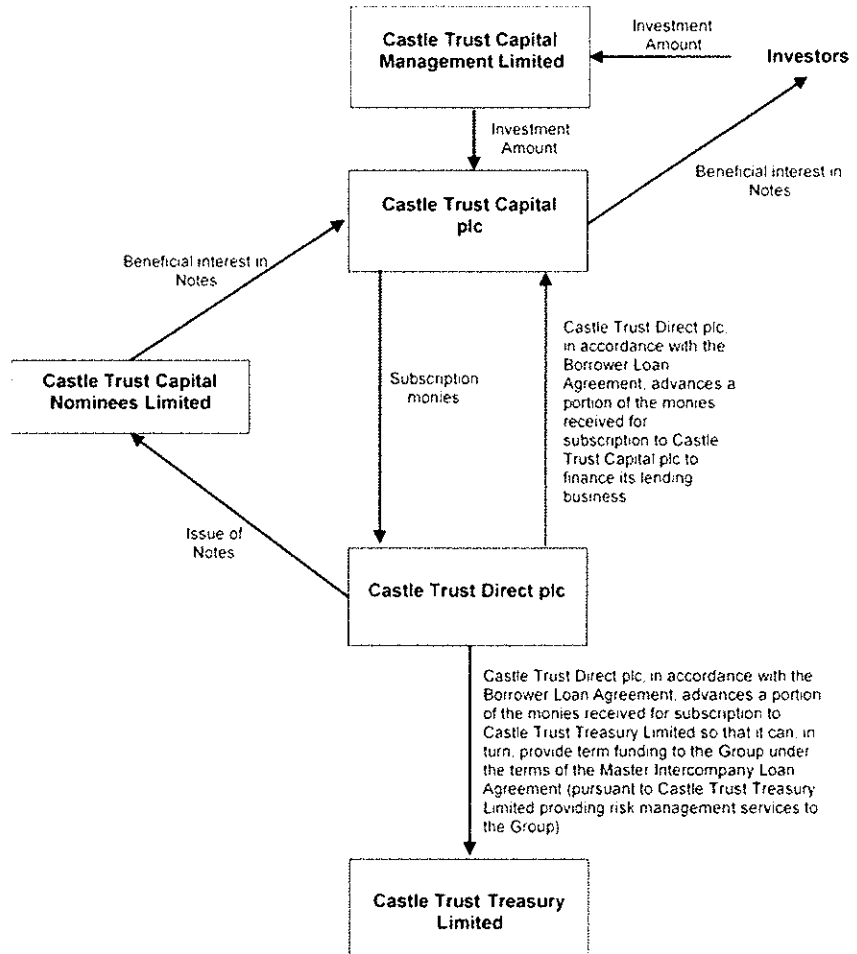 Castle Trust Capital
Management Limited
Investment
Amount
Investors
Investment
Amount
Castle Trust Capital
plc
Beneficial interest in
Notes
Beneficial interest in
Notes
Castle Trust Capital
Nominees Limited
Subscription
monies
Castle Trust Direct plc,
in accordance with the
Borrower Loan
Agreement, advances a
portion of the monies
received for
subscription to Castle
Trust Capital plc to
finance its lending
business
Issue of
Notes
Castle Trust Direct plc
Castle Trust Direct plc, in accordance with the
Borrower Loan Agreement, advances a portion
of the monies received for subscription to
Castle Trust Treasury Limited so that it can, in
turn, provide term funding to the Group under
the terms of the Master Intercompany Loan
Agreement (pursuant to Castle Trust Treasury
Limited providing risk management services to
the Group)
Castle Trust Treasury
Limited